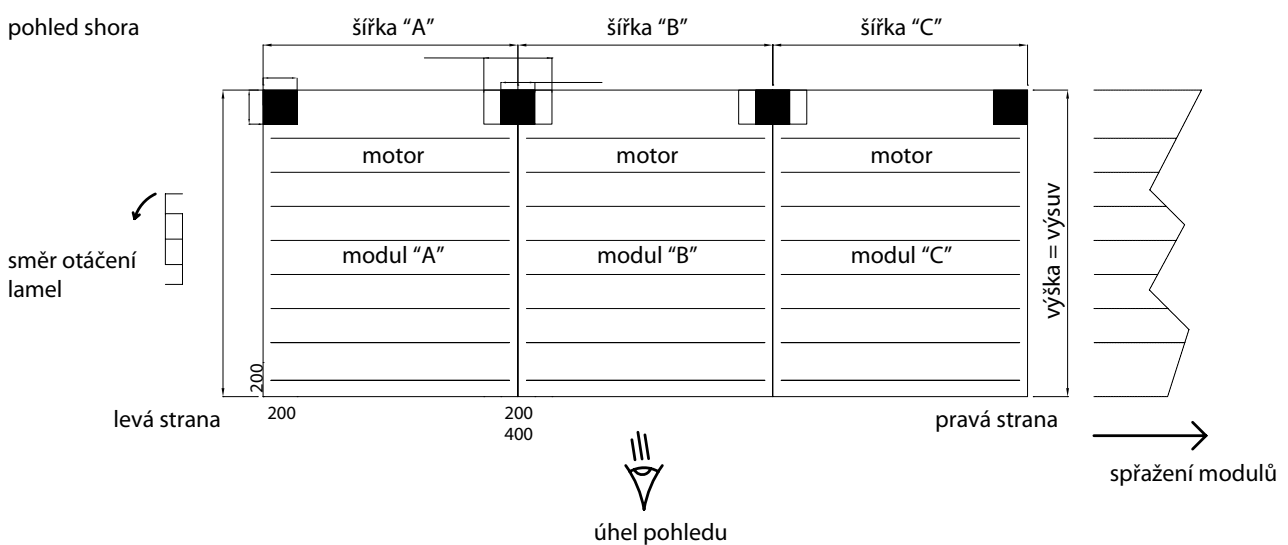 pohled shora
šířka “A”
šířka “B”
šířka “C”
motor
motor
motor
směr otáčení
lamel
modul “A”
modul “B”
modul “C”
výška = výsuv
200
200
200
400
levá strana
pravá strana
spřažení modulů
úhel pohledu